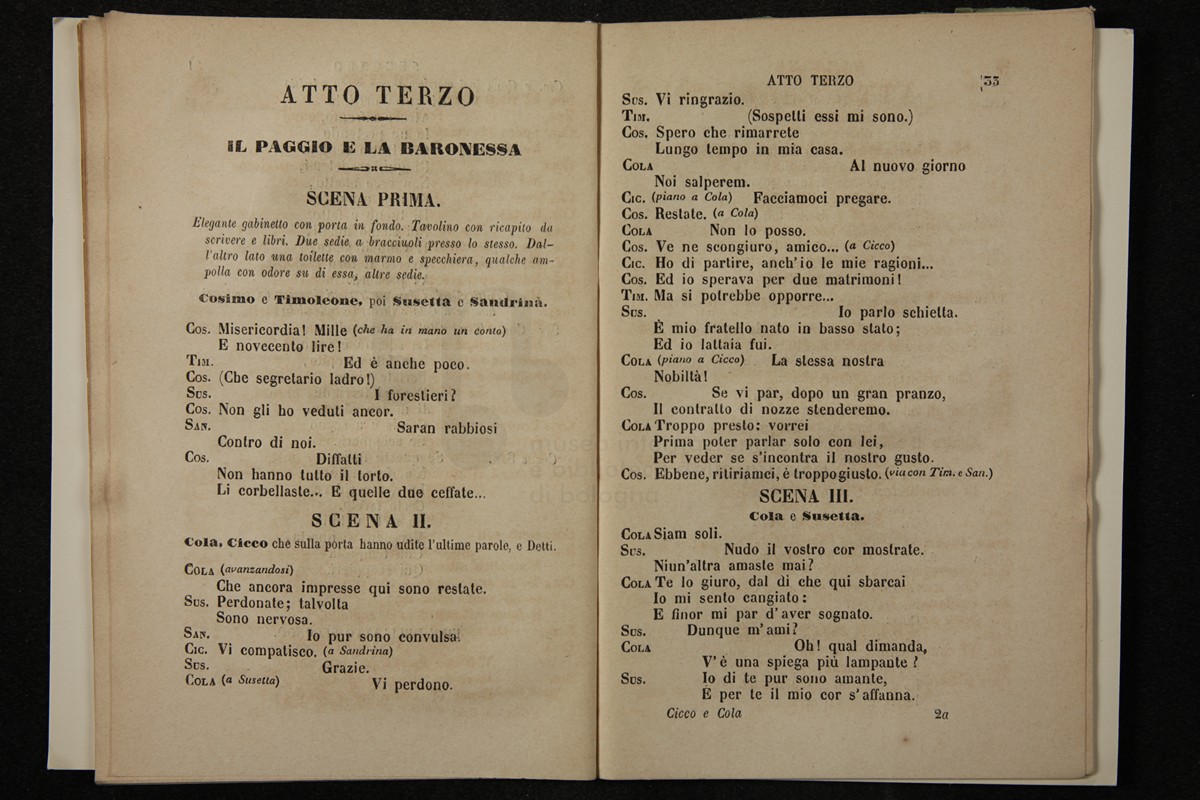 ATTO TERZO
IL PAGGIO E LA BARONESSA
SCENA PRIMA.
Elegante gabinetto con porta in fondo. Tavolino con ricapito da
scrivere e libri. Due sedie a bracciuoli presso lo stesso. Dal-
l'altro lato una toilette con marmo e specchiera, qualche am-
polla con odore su di essa, altre sedie.
Cosimo e Timoleone, poi Susetta e Sandrina.
Cos. Misericordia! Mille (che ha in mano un conto)
E novecento lire!
Tim. Ed è anche poco.
Cos. (Che segretario ladro!)
Sus. I forestieri?
Cos. Non gli ho veduti ancor.
San. Saran rabbiosi
Contro di noi.
Cos. Diffatti
Non hanno tutto il torto.
Li corbellaste... E quelle due ceffate...
SCENA II.
Cola, Cicco che sulla porta hanno udite l'ultime parole, e Detti.
Cola (avanzandosi)
Che ancora impresse qui sono restate.
Sus. Perdonate; talvolta
Sono nervosa.
San. Io pur sono convulsa.
Cic. Vi compatisco. (a Sandrina)
Sus. Grazie.
Cola (a Susetta) Vi perdono.
ATTO TERZO 33
Sus. Vi ringrazio.
Tim. (Sospetti essi mi sono.)
Cos. Spero che rimarrete
Lungo tempo in mia casa.
Cola Al nuovo giorno
Noi salperem.
Cic. (piano a Cola) Facciamoci pregare.
Cos. Restate. (a Cola)
Cola Non lo posso.
Cos. Ve ne scongiuro, amico... (a Cicco)
Cic. Ho di partire, anch'io le mie ragioni...
Cos. Ed io sperava per due matrimoni!
Tim. Ma si potrebbe opporre...
Sus. Io parlo schietta.
È mio fratello nato in basso stato;
Ed io lattaia fui.
Cola (piano a Cicco) La stessa nostra
Nobiltà!
Cos. Se vi par, dopo un gran pranzo,
Il contratto di nozze stenderemo.
Cola Troppo presto: vorrei
Prima poter parlar solo con lei,
Per veder se s'incontra il nostro gusto.
Cos. Ebbene, ritiriamci, è troppo giusto. (via con Tim. e San.)
SCENA III.
Cola e Susetta.
Cola Siam soli.
Sus. Nudo il vostro cor mostrate.
Niun'altra amaste mai?
Cola Te lo giuro, dal dì che qui sbarcai
Io mi sento cangiato:
E finor mi par d'aver sognato.
Sus. Dunque m'ami?
Cola Oh! qual dimanda,
V'è una spiega più lampante?
Sus. Io di te pur sono amante,
E per te il mio cor s'affanna.
Cicco e Cola 2a